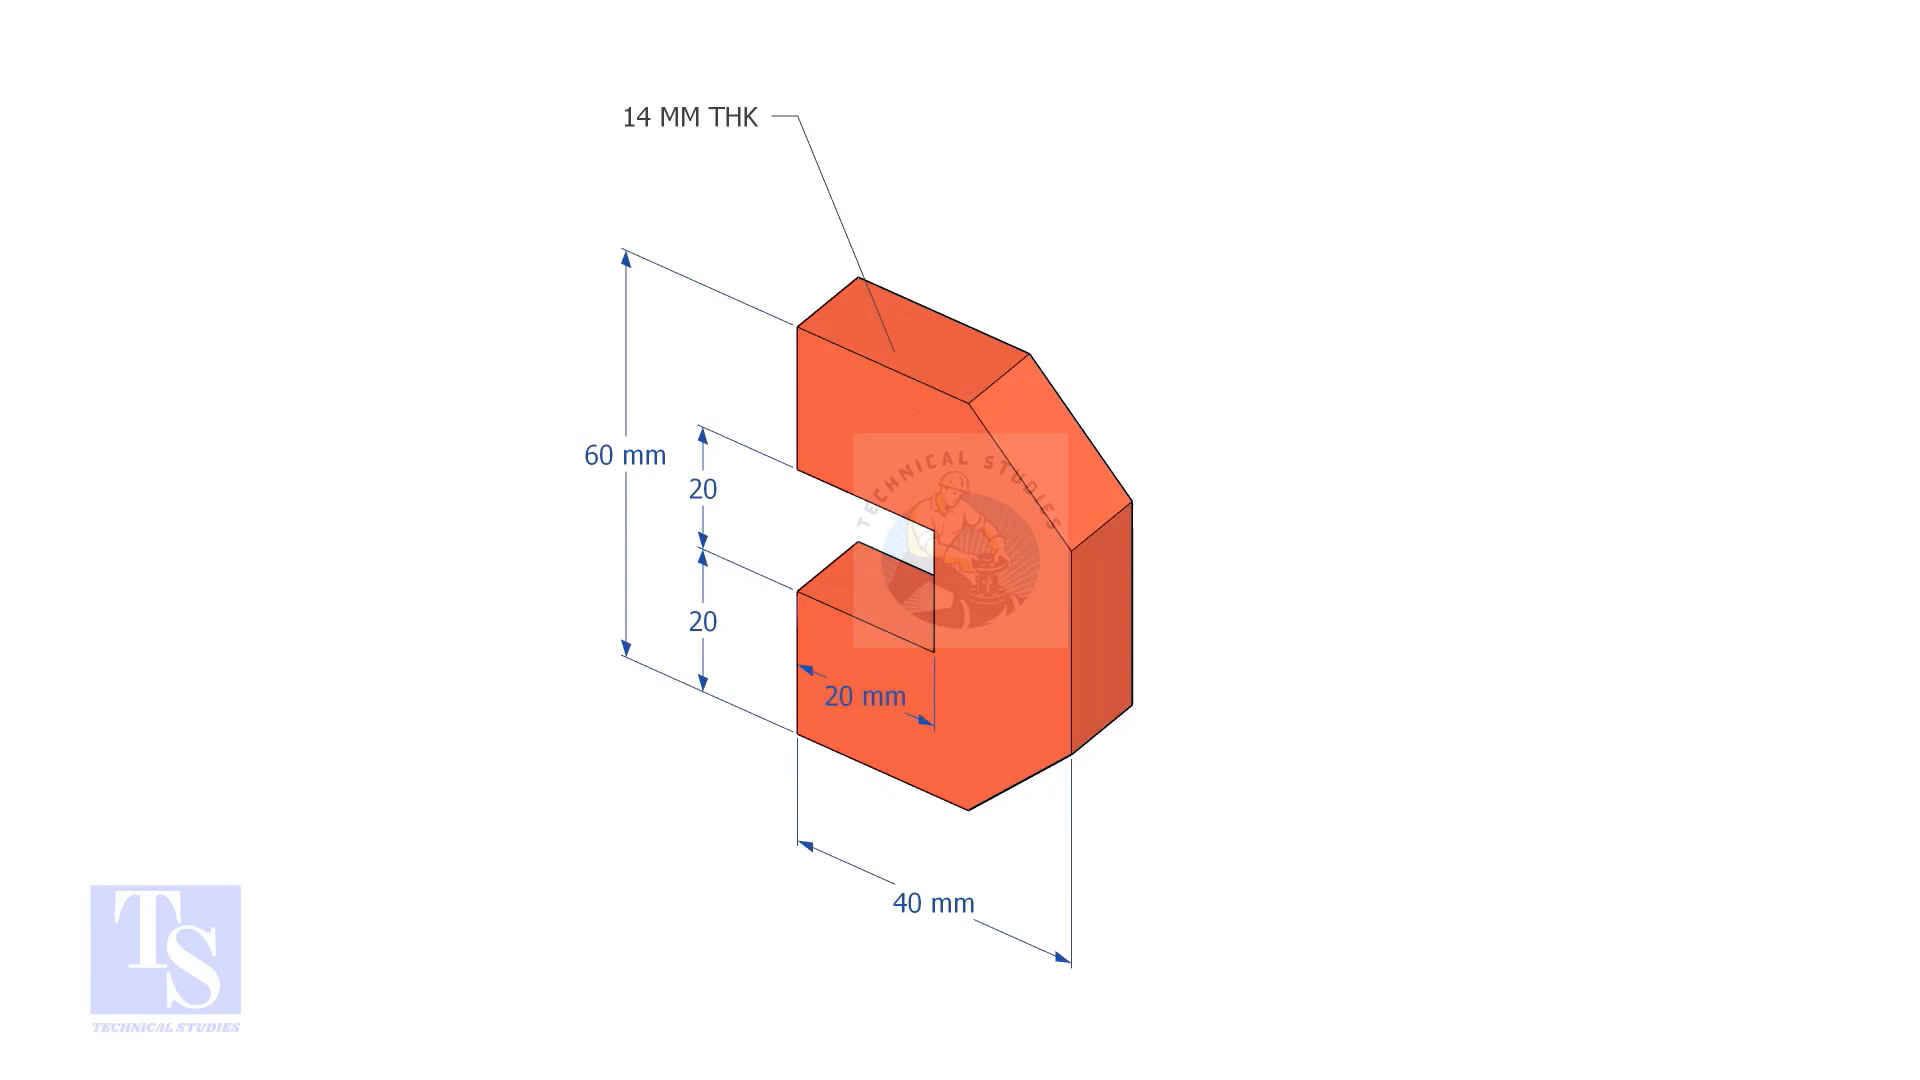 14 MM THK
60 mm
20
20
20 mm
40 mm
TECHNICAL STUDIES
TS
TECHNICAL STUDIES